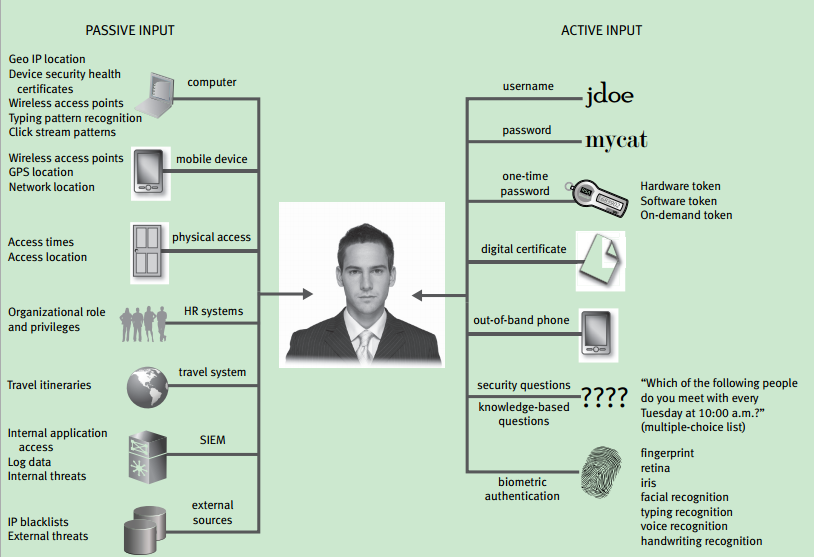 PASSIVE INPUT
Geo IP location
Device security health
certificates
Wireless access points
Typing pattern recognition
Click stream patterns
computer
Wireless access points
GPS location
Network location
mobile device
Access times
Access location
physical access
Organizational role
and privileges
HR systems
Travel itineraries
travel system
Internal application
access
Log data
Internal threats
SIEM
IP blacklists
External threats
external
sources
ACTIVE INPUT
username
jdoe
password
mycat
one-time
password
Hardware token
Software token
On-demand token
digital certificate
out-of-band phone
security questions
knowledge-based
questions
????
“Which of the following people
do you meet with every
Tuesday at 10:00 a.m.?”
(multiple-choice list)
biometric
authentication
fingerprint
retina
iris
facial recognition
typing recognition
voice recognition
handwriting recognition